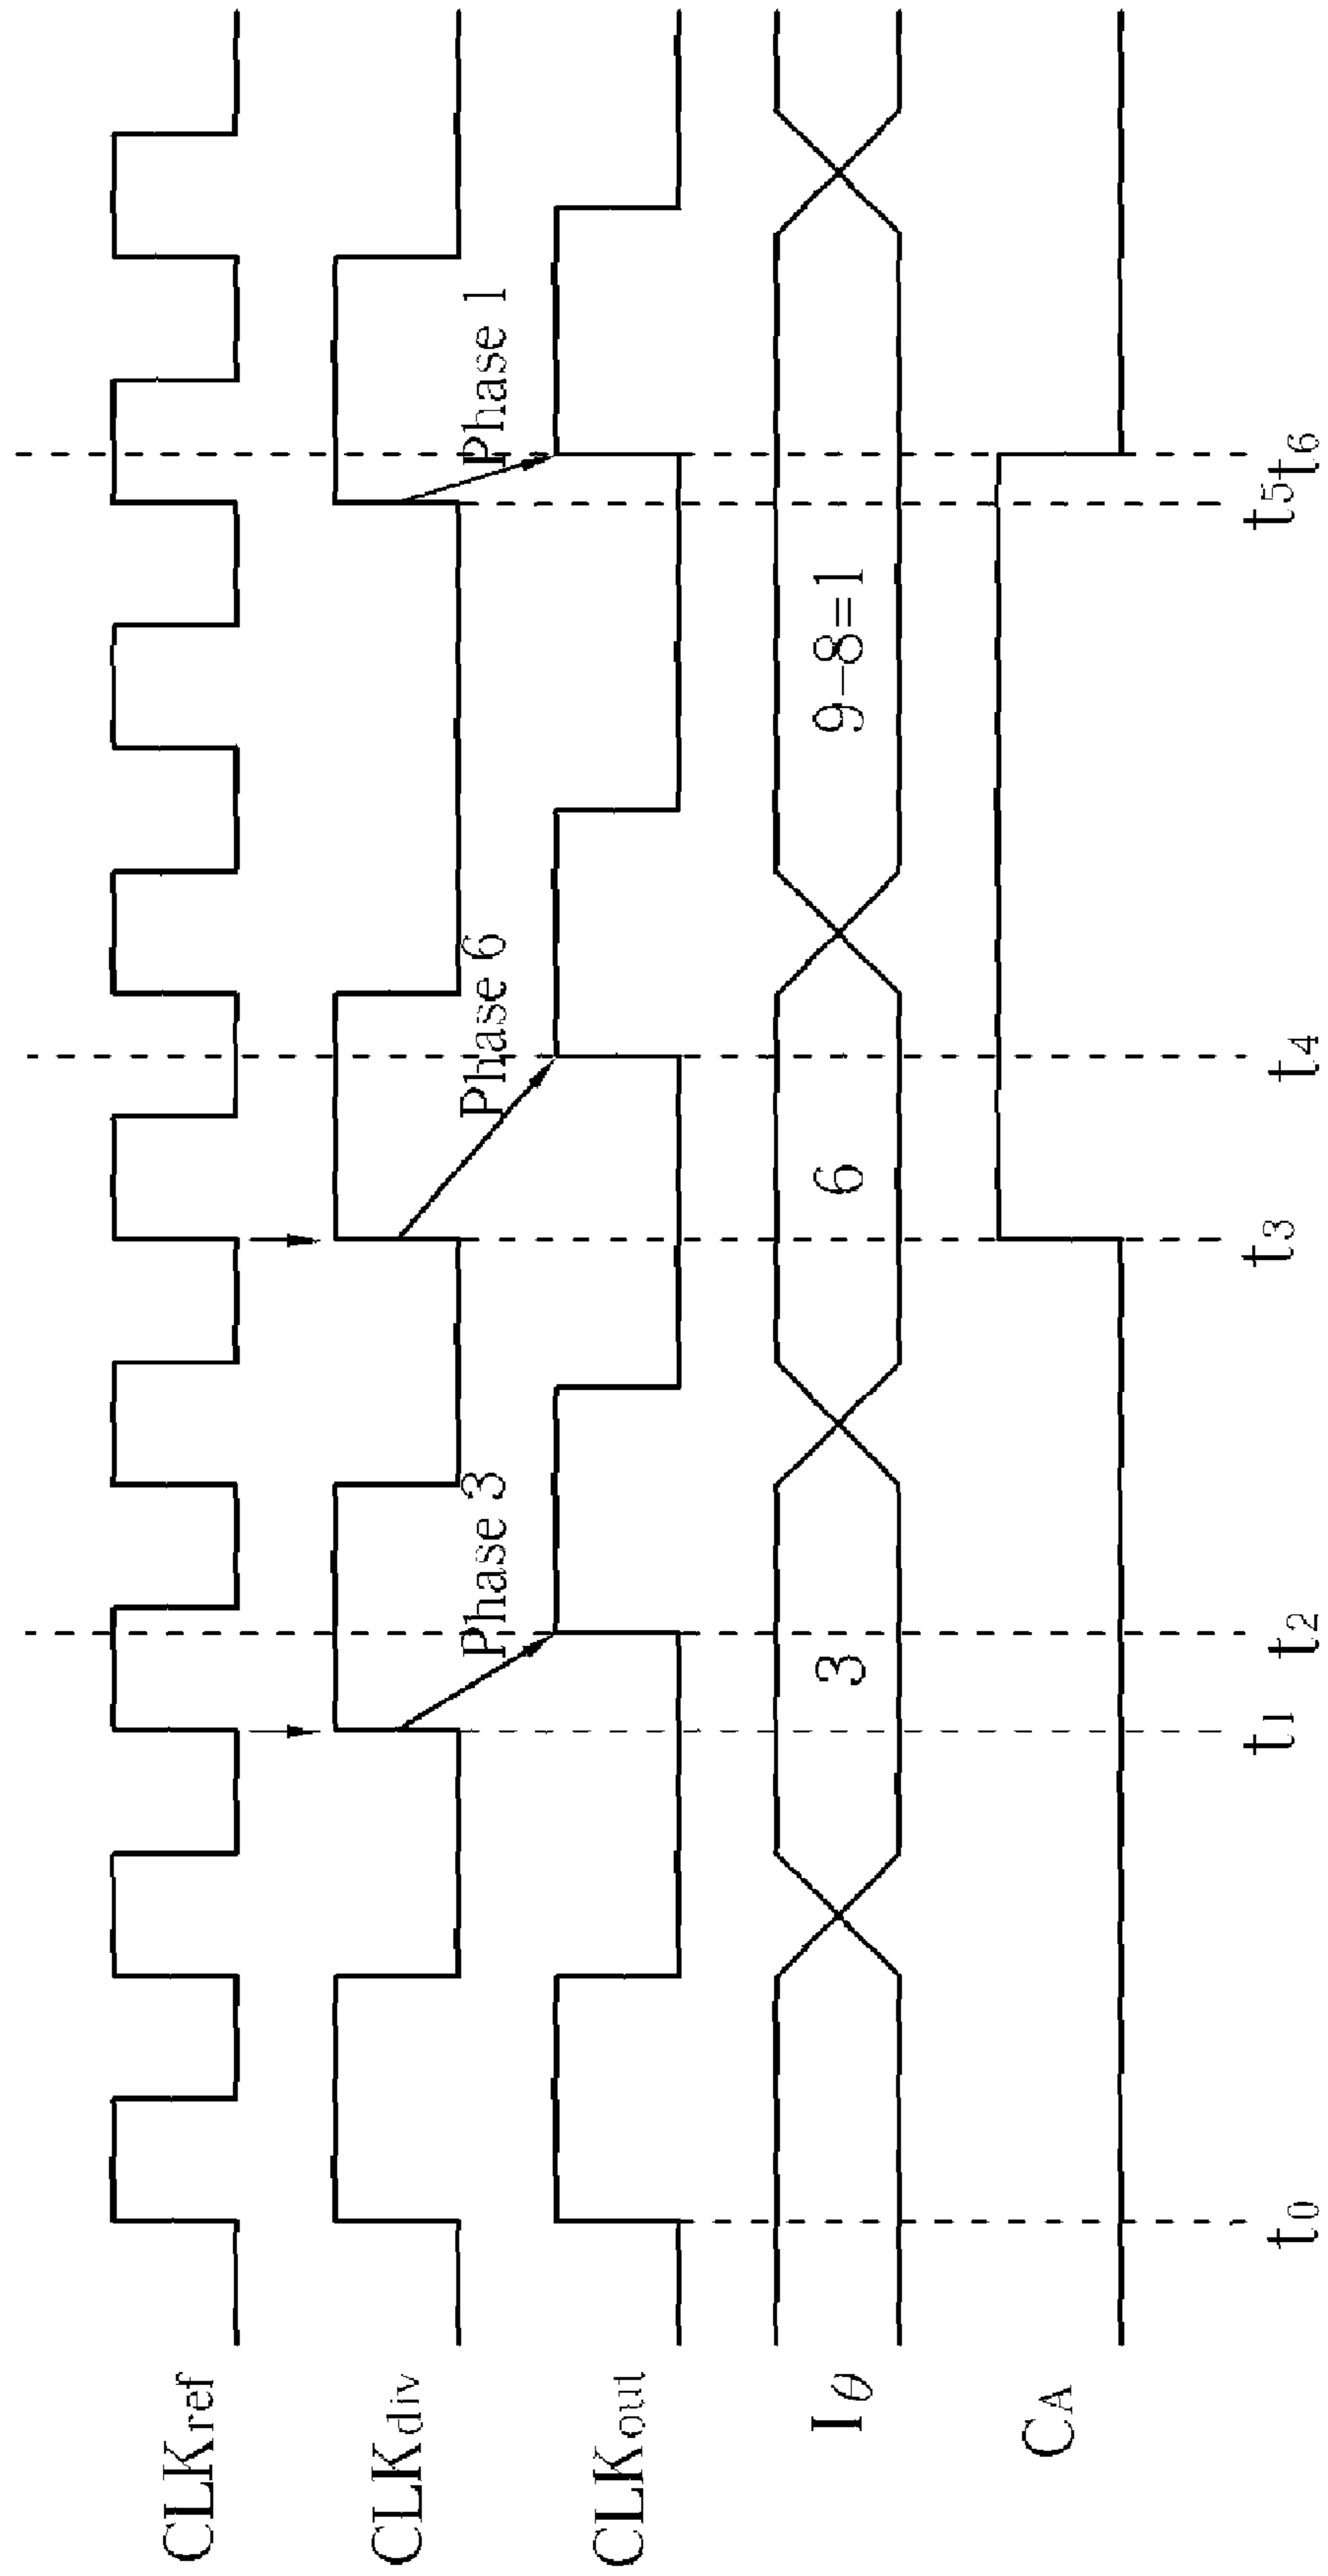 CLKref
CLKdiv
Phase 3
Phase 6
Phase 1
CLKout
Iθ
3
6
9-8=1
CA
t0
t1
t2
t3
t4
t5
t6